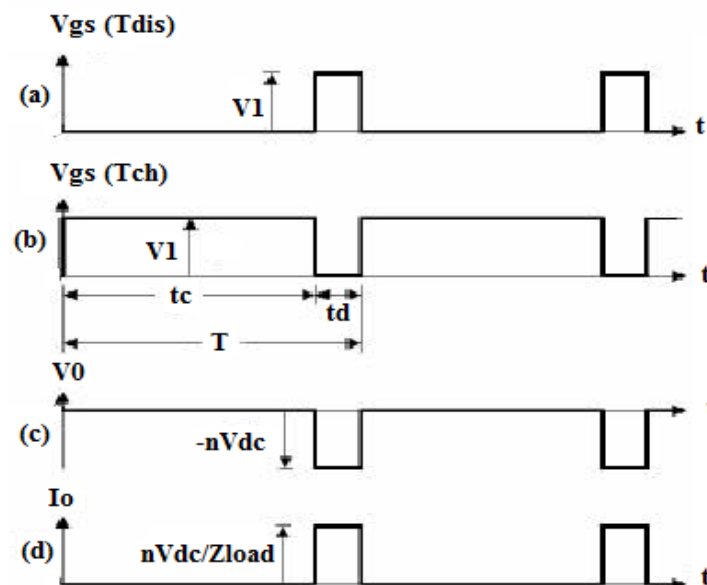 Vgs (Tdis)
(a)
V1
t
Vgs (Tch)
(b)
V1
t
tc
td
T
V0
(c)
-nVdc
Io
(d)
nVdc/Zload
t